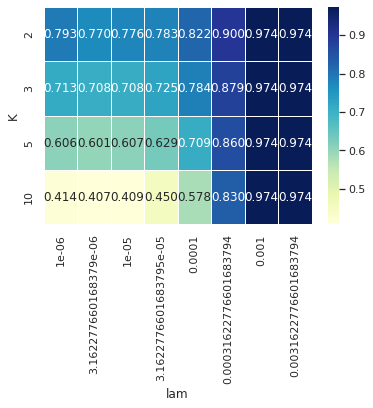 2 0.793 0.770 0.776 0.783 0.822 0.900 0.974 0.974
3 0.713 0.708 0.708 0.725 0.784 0.879 0.974 0.974
5 0.606 0.601 0.607 0.629 0.709 0.860 0.974 0.974
10 0.414 0.407 0.409 0.450 0.578 0.830 0.974 0.974
K
1e-06
3.162277660168379e-06
1e-05
3.1622776601683795e-05
0.0001
0.00031622776601683794
0.001
0.0031622776601683794
lam
0.9
0.8
0.7
0.6
0.5